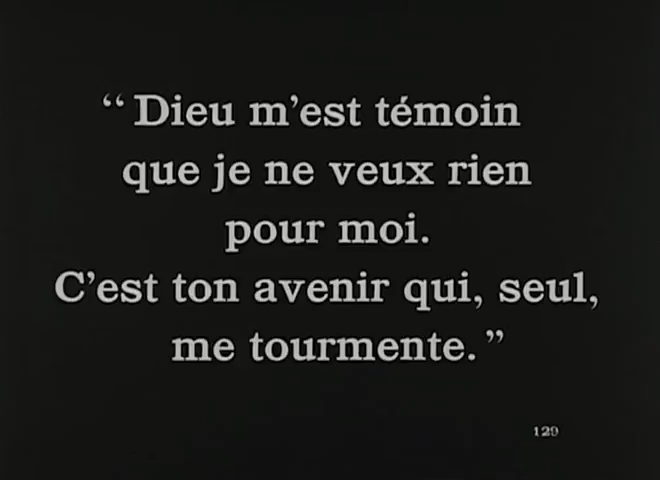 “ Dieu m’est témoin
que je ne veux rien
pour moi.
C’est ton avenir qui, seul,
me tourmente. ”
129